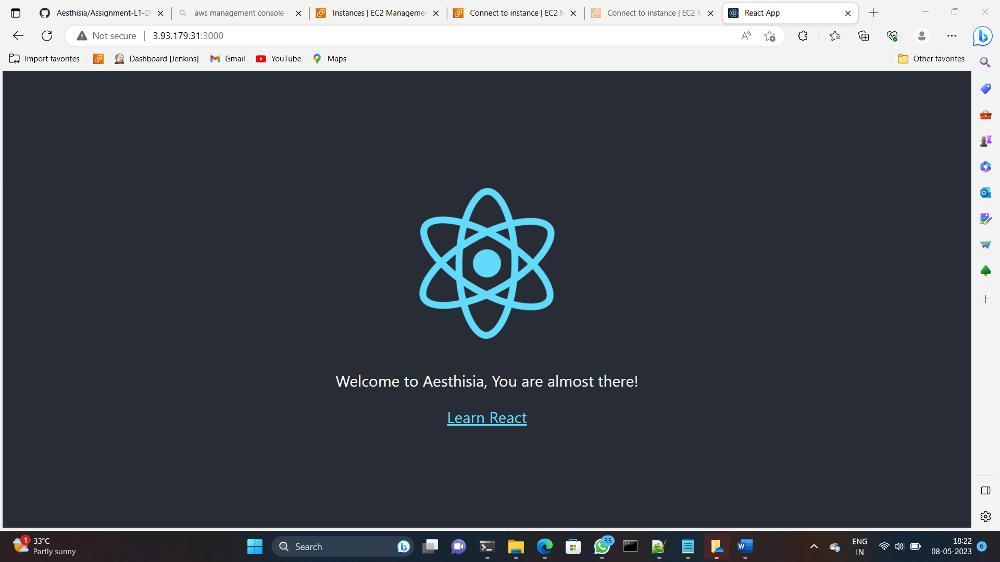 Aesthisia/Assignment-L1-D
aws management console -
Instances | EC2 Managemen
Connect to instance | EC2 M
Connect to instance | EC2 M
React App
Not secure
3.93.179.31:3000
Import favorites
Dashboard [Jenkins]
Gmail
YouTube
Maps
Other favorites
Welcome to Aesthisia, You are almost there!
Learn React
1
33°C
Partly sunny
Search
35
ENG
IN
18:22
08-05-2023
6